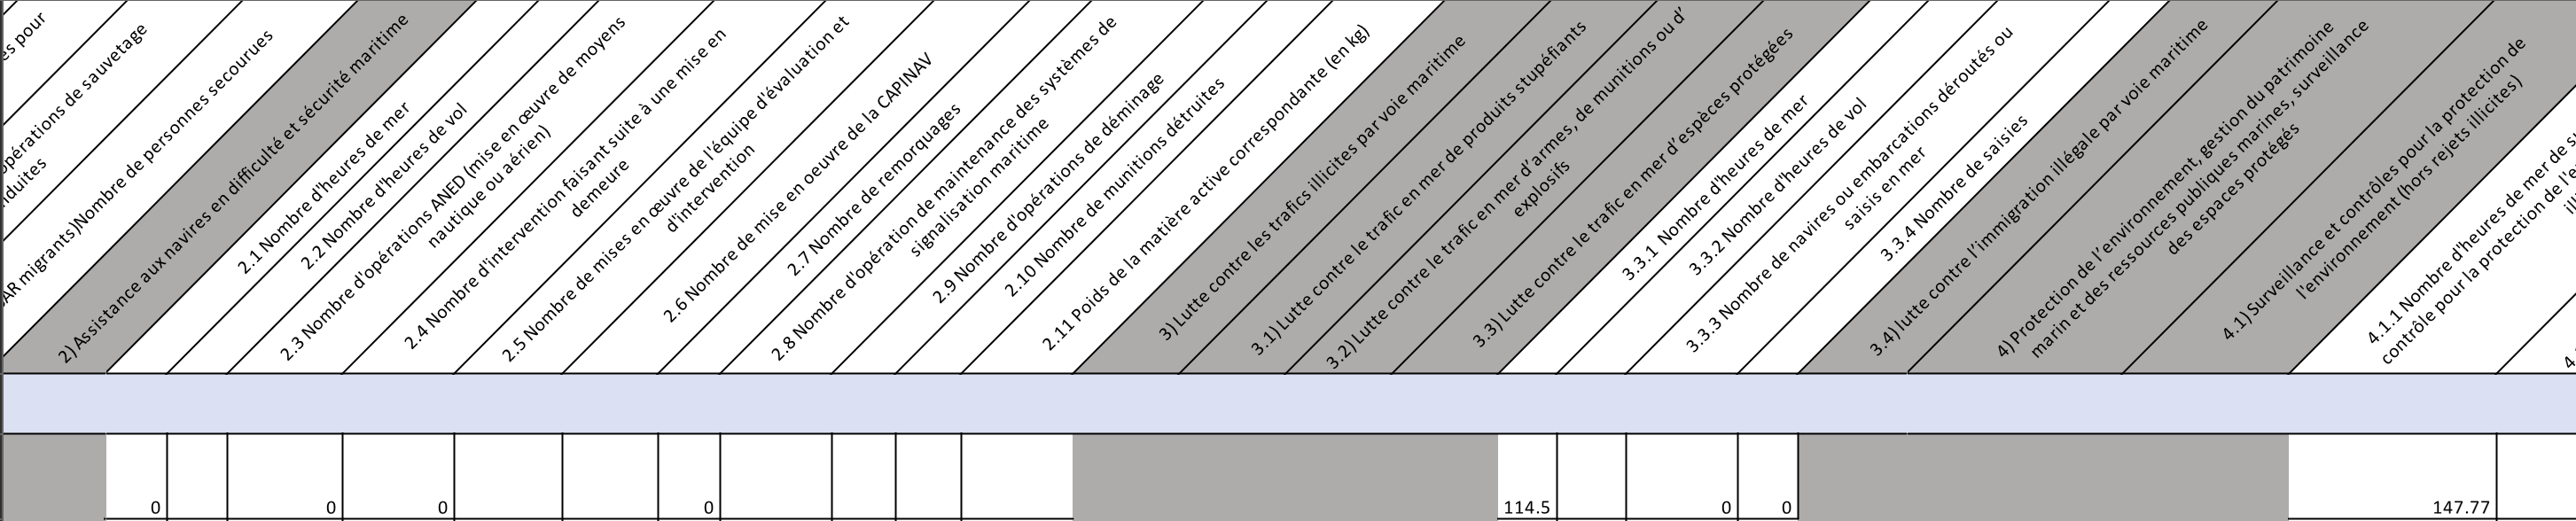 es pour
opérations de sauvetage
duites
AR migrants)Nombre de personnes secourues
2) Assistance aux navires en difficulté et sécurité maritime
2.1 Nombre d'heures de mer
2.2 Nombre d'heures de vol
2.3 Nombre d'opérations ANED (mise en œuvre de moyens
nautique ou aérien)
2.4 Nombre d'intervention faisant suite à une mise en
demeure
2.5 Nombre de mises en œuvre de l'équipe d'évaluation et
d'intervention
2.6 Nombre de mise en oeuvre de la CAPINAV
2.7 Nombre de remorquages
2.8 Nombre d'opération de maintenance des systèmes de
signalisation maritime
2.9 Nombre d'opérations de déminage
2.10 Nombre de munitions détruites
2.11 Poids de la matière active correspondante (en kg)
3) Lutte contre les trafics illicites par voie maritime
3.1) Lutte contre le trafic en mer de produits stupéfiants
3.2) Lutte contre le trafic en mer d’armes, de munitions ou d’
explosifs
3.3) Lutte contre le trafic en mer d’espèces protégées
3.3.1 Nombre d'heures de mer
3.3.2 Nombre d'heures de vol
3.3.3 Nombre de navires ou embarcations déroutés ou
saisis en mer
3.3.4 Nombre de saisies
3.4) lutte contre l’immigration illégale par voie maritime
4) Protection de l’environnement, gestion du patrimoine
marin et des ressources publiques marines, surveillance
des espaces protégés
4.1) Surveillance et contrôles pour la protection de
l'environnement (hors rejets illicites)
4.1.1 Nombre d'heures de mer de
contrôle pour la protection de
0 0 0 0 114.5 0 0 147.77